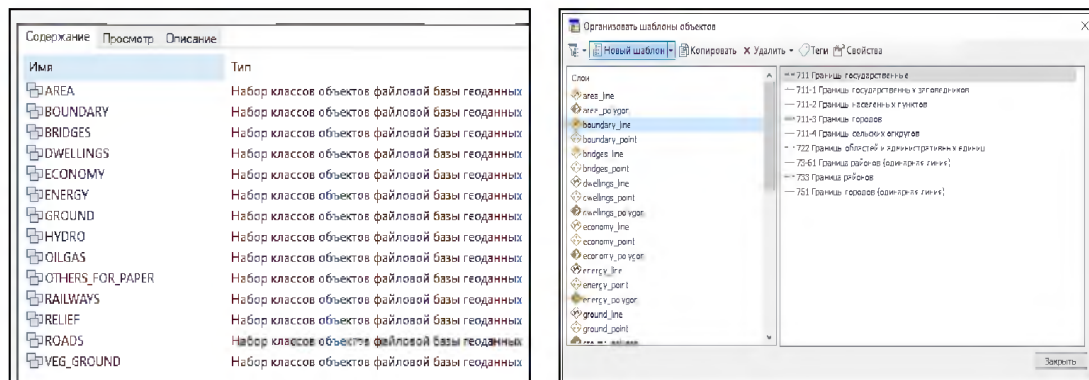 Содержание Просмотр Описание
Имя Тип
AREA Набор классов объектов файловой базы геоданных
BOUNDARY Набор классов объектов файловой базы геоданных
BRIDGES Набор классов объектов файловой базы геоданных
DWELLINGS Набор классов объектов файловой базы геоданных
ECONOMY Набор классов объектов файловой базы геоданных
ENERGY Набор классов объектов файловой базы геоданных
GROUND Набор классов объектов файловой базы геоданных
HYDRO Набор классов объектов файловой базы геоданных
OILGAS Набор классов объектов файловой базы геоданных
OTHERS_FOR_PAPER Набор классов объектов файловой базы геоданных
RAILWAYS Набор классов объектов файловой базы геоданных
RELIEF Набор классов объектов файловой базы геоданных
ROADS Набор классов объектов файловой базы геоданных
VEG_GROUND Набор классов объектов файловой базы геоданных
Организовать шаблоны объектов
Новый шаблон Копировать Удалить Теги Свойства
Слои
area_line
area_polygon
boundary_line
boundary_point
bridges_line
bridges_point
dwellings_line
dwellings_point
dwellings_polygon
economy_line
economy_point
economy_polygon
energy_line
energy_point
energy_polygon
ground_line
ground_point
711 Границы государственные
711-1 Границы государственных заповедников
711-2 Границы населенных пунктов
711-3 Границы городов
711-4 Границы сельских округов
722 Границы областей и административных единиц
73-61 Граница районов (одинарная линия)
733 Граница районов
751 Границы городов (одинарная линия)
Закрыть